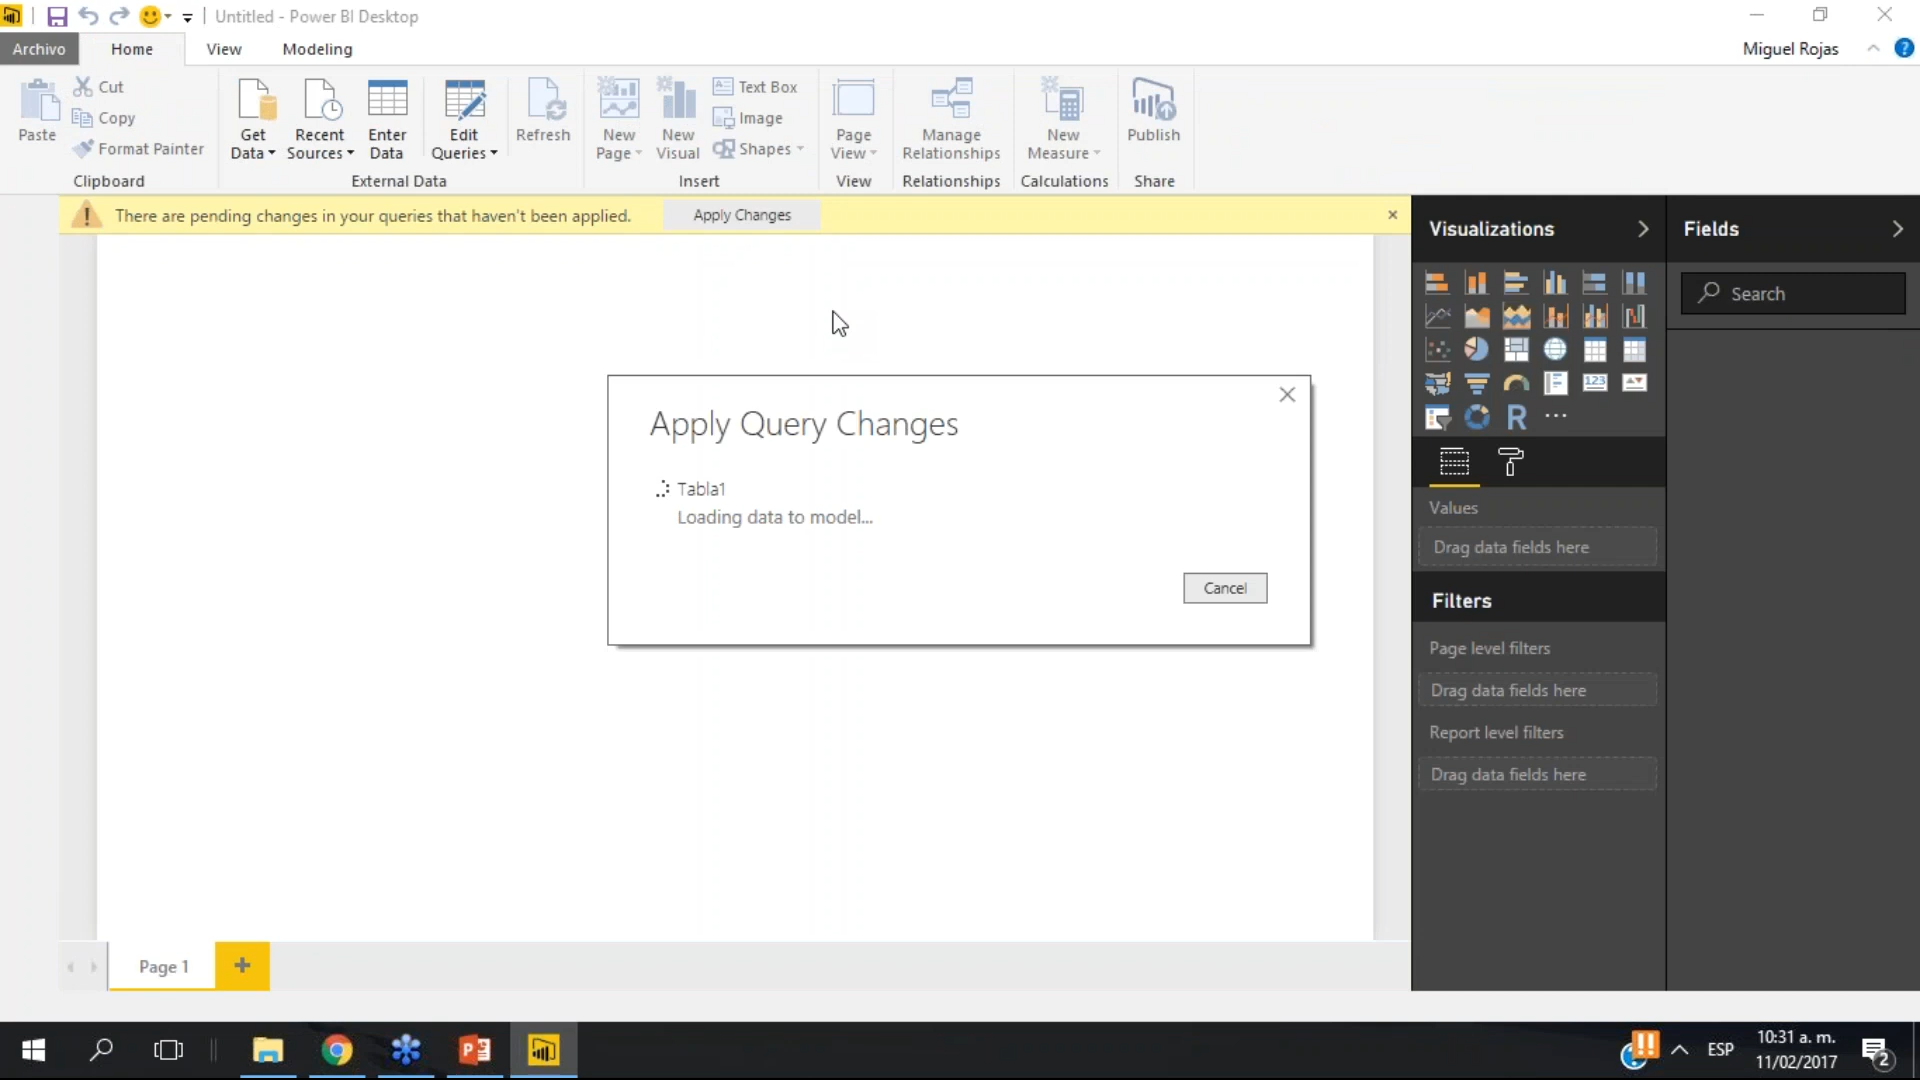 Untitled - Power BI Desktop
Archivo
Home
View
Modeling
Miguel Rojas
Paste
Cut
Copy
Format Painter
Clipboard
Get Data
Recent Sources
Enter Data
Edit Queries
External Data
Refresh
New Page
New Visual
Text Box
Image
Shapes
Insert
Page View
View
Manage Relationships
Relationships
New Measure
Calculations
Publish
Share
There are pending changes in your queries that haven't been applied.
Apply Changes
Apply Query Changes
Tabla1
Loading data to model...
Cancel
Visualizations
123
R
Values
Drag data fields here
Filters
Page level filters
Drag data fields here
Report level filters
Drag data fields here
Fields
Search
Page 1
ESP
10:31 a. m.
11/02/2017
2